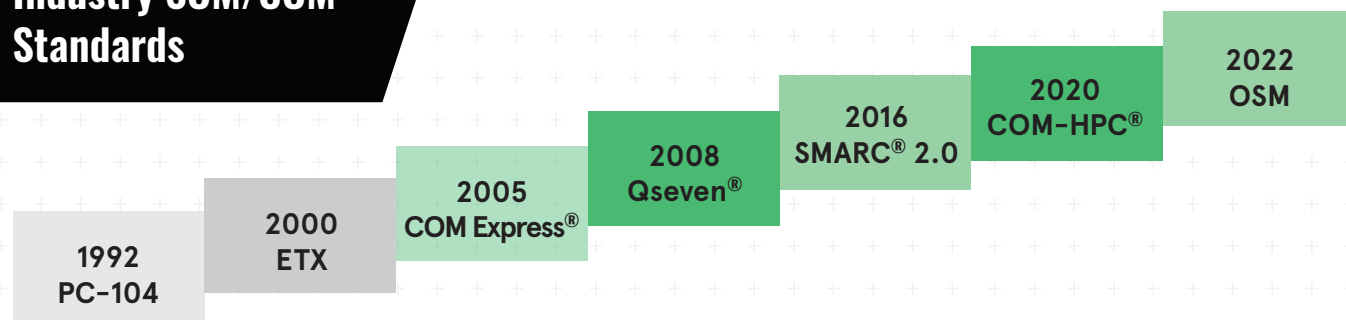 Standards
1992
PC-104
2000
ETX
2005
COM Express®
2008
Qseven®
2016
SMARC® 2.0
2020
COM-HPC®
2022
OSM